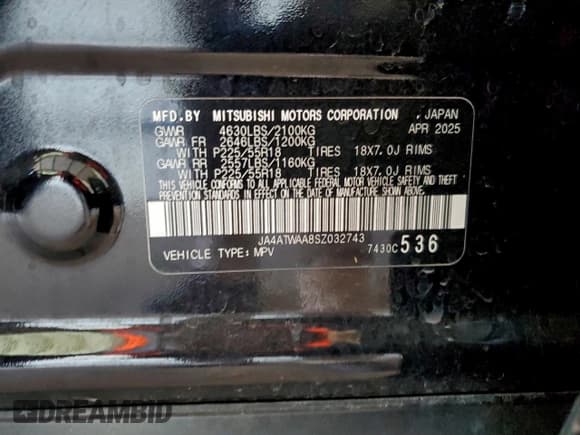 MFD.BY MITSUBISHI MOTORS CORPORATION , JAPAN
GVWR 4630LBS/2100KG APR 2025
GAWR FR 2646LBS/1200KG
WITH P225/55R18 TIRES 18X7.0J RIMS
GAWR RR 2557LBS/1160KG
WITH P225/55R18 TIRES 18X7.0J RIMS
THIS VEHICLE CONFORMS TO ALL APPLICABLE FEDERAL MOTOR VEHICLE SAFETY AND THEFT
PREVENTION STANDARDS IN EFFECT ON THE DATE OF MANUFACTURE SHOWN ABOVE.
JA4ATWAA8SZ032743
VEHICLE TYPE:MPV 7430C536
DREAMBID